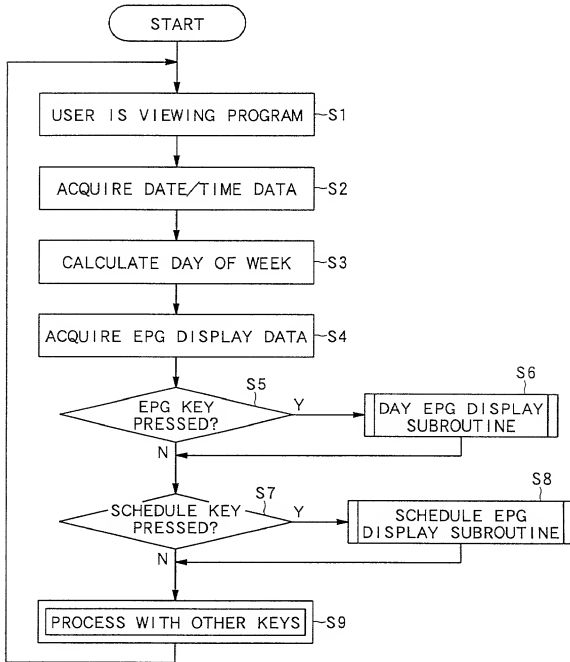 START
USER IS VIEWING PROGRAM
S1
ACQUIRE DATE/TIME DATA
S2
CALCULATE DAY OF WEEK
S3
ACQUIRE EPG DISPLAY DATA
S4
S5
EPG KEY
PRESSED?
Y
N
S6
DAY EPG DISPLAY
SUBROUTINE
S7
SCHEDULE KEY
PRESSED?
Y
N
S8
SCHEDULE EPG
DISPLAY SUBROUTINE
PROCESS WITH OTHER KEYS
S9